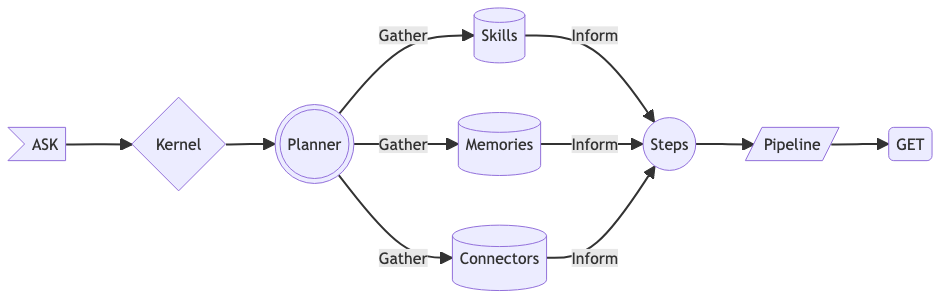 ASK
Kernel
Planner
Gather
Gather
Gather
Skills
Memories
Connectors
Inform
Inform
Inform
Steps
Pipeline
GET